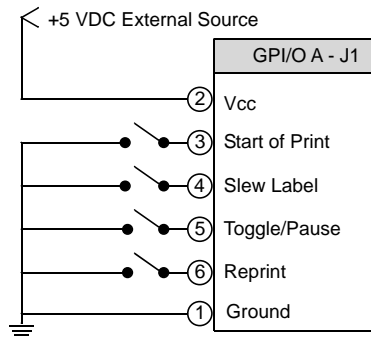 +5 VDC External Source
GPI/O A - J1
2 Vcc
3 Start of Print
4 Slew Label
5 Toggle/Pause
6 Reprint
1 Ground